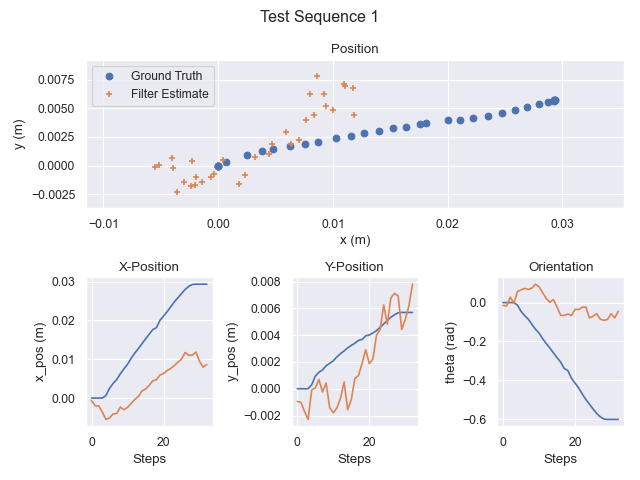 Test Sequence 1
Position
Ground Truth
Filter Estimate
y (m)
0.0075
0.0050
0.0025
0.0000
−0.0025
−0.01 0.00 0.01 0.02 0.03
x (m)
X-Position
x_pos (m)
0.03
0.02
0.01
0.00
0 20
Steps
Y-Position
y_pos (m)
0.008
0.006
0.004
0.002
0.000
−0.002
0 20
Steps
Orientation
theta (rad)
0.0
−0.2
−0.4
−0.6
0 20
Steps